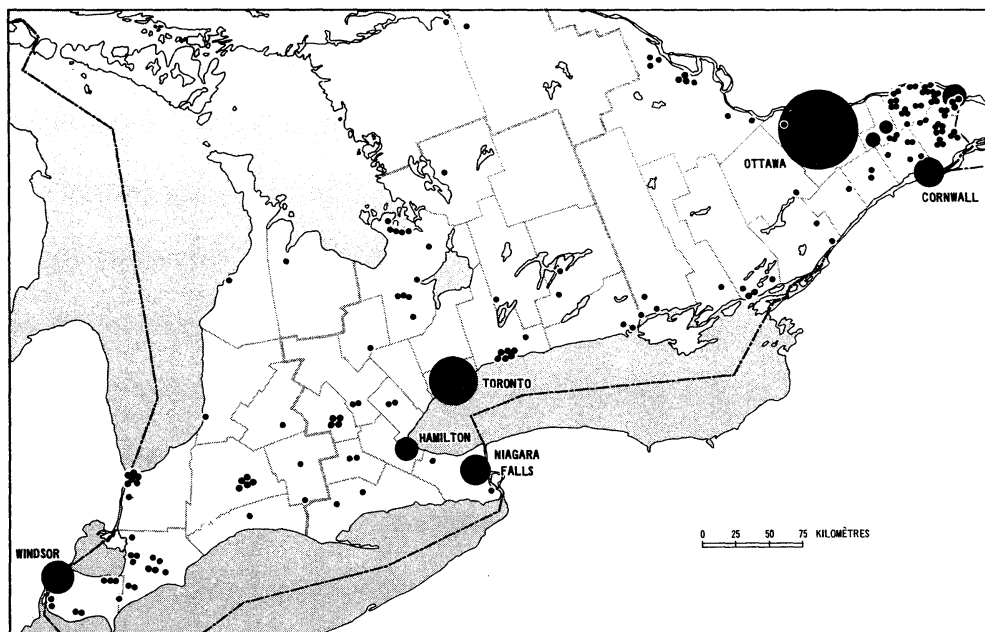 OTTAWA
CORNWALL
TORONTO
HAMILTON
NIAGARA
FALLS
WINDSOR
0 25 50 75 KILOMÈTRES